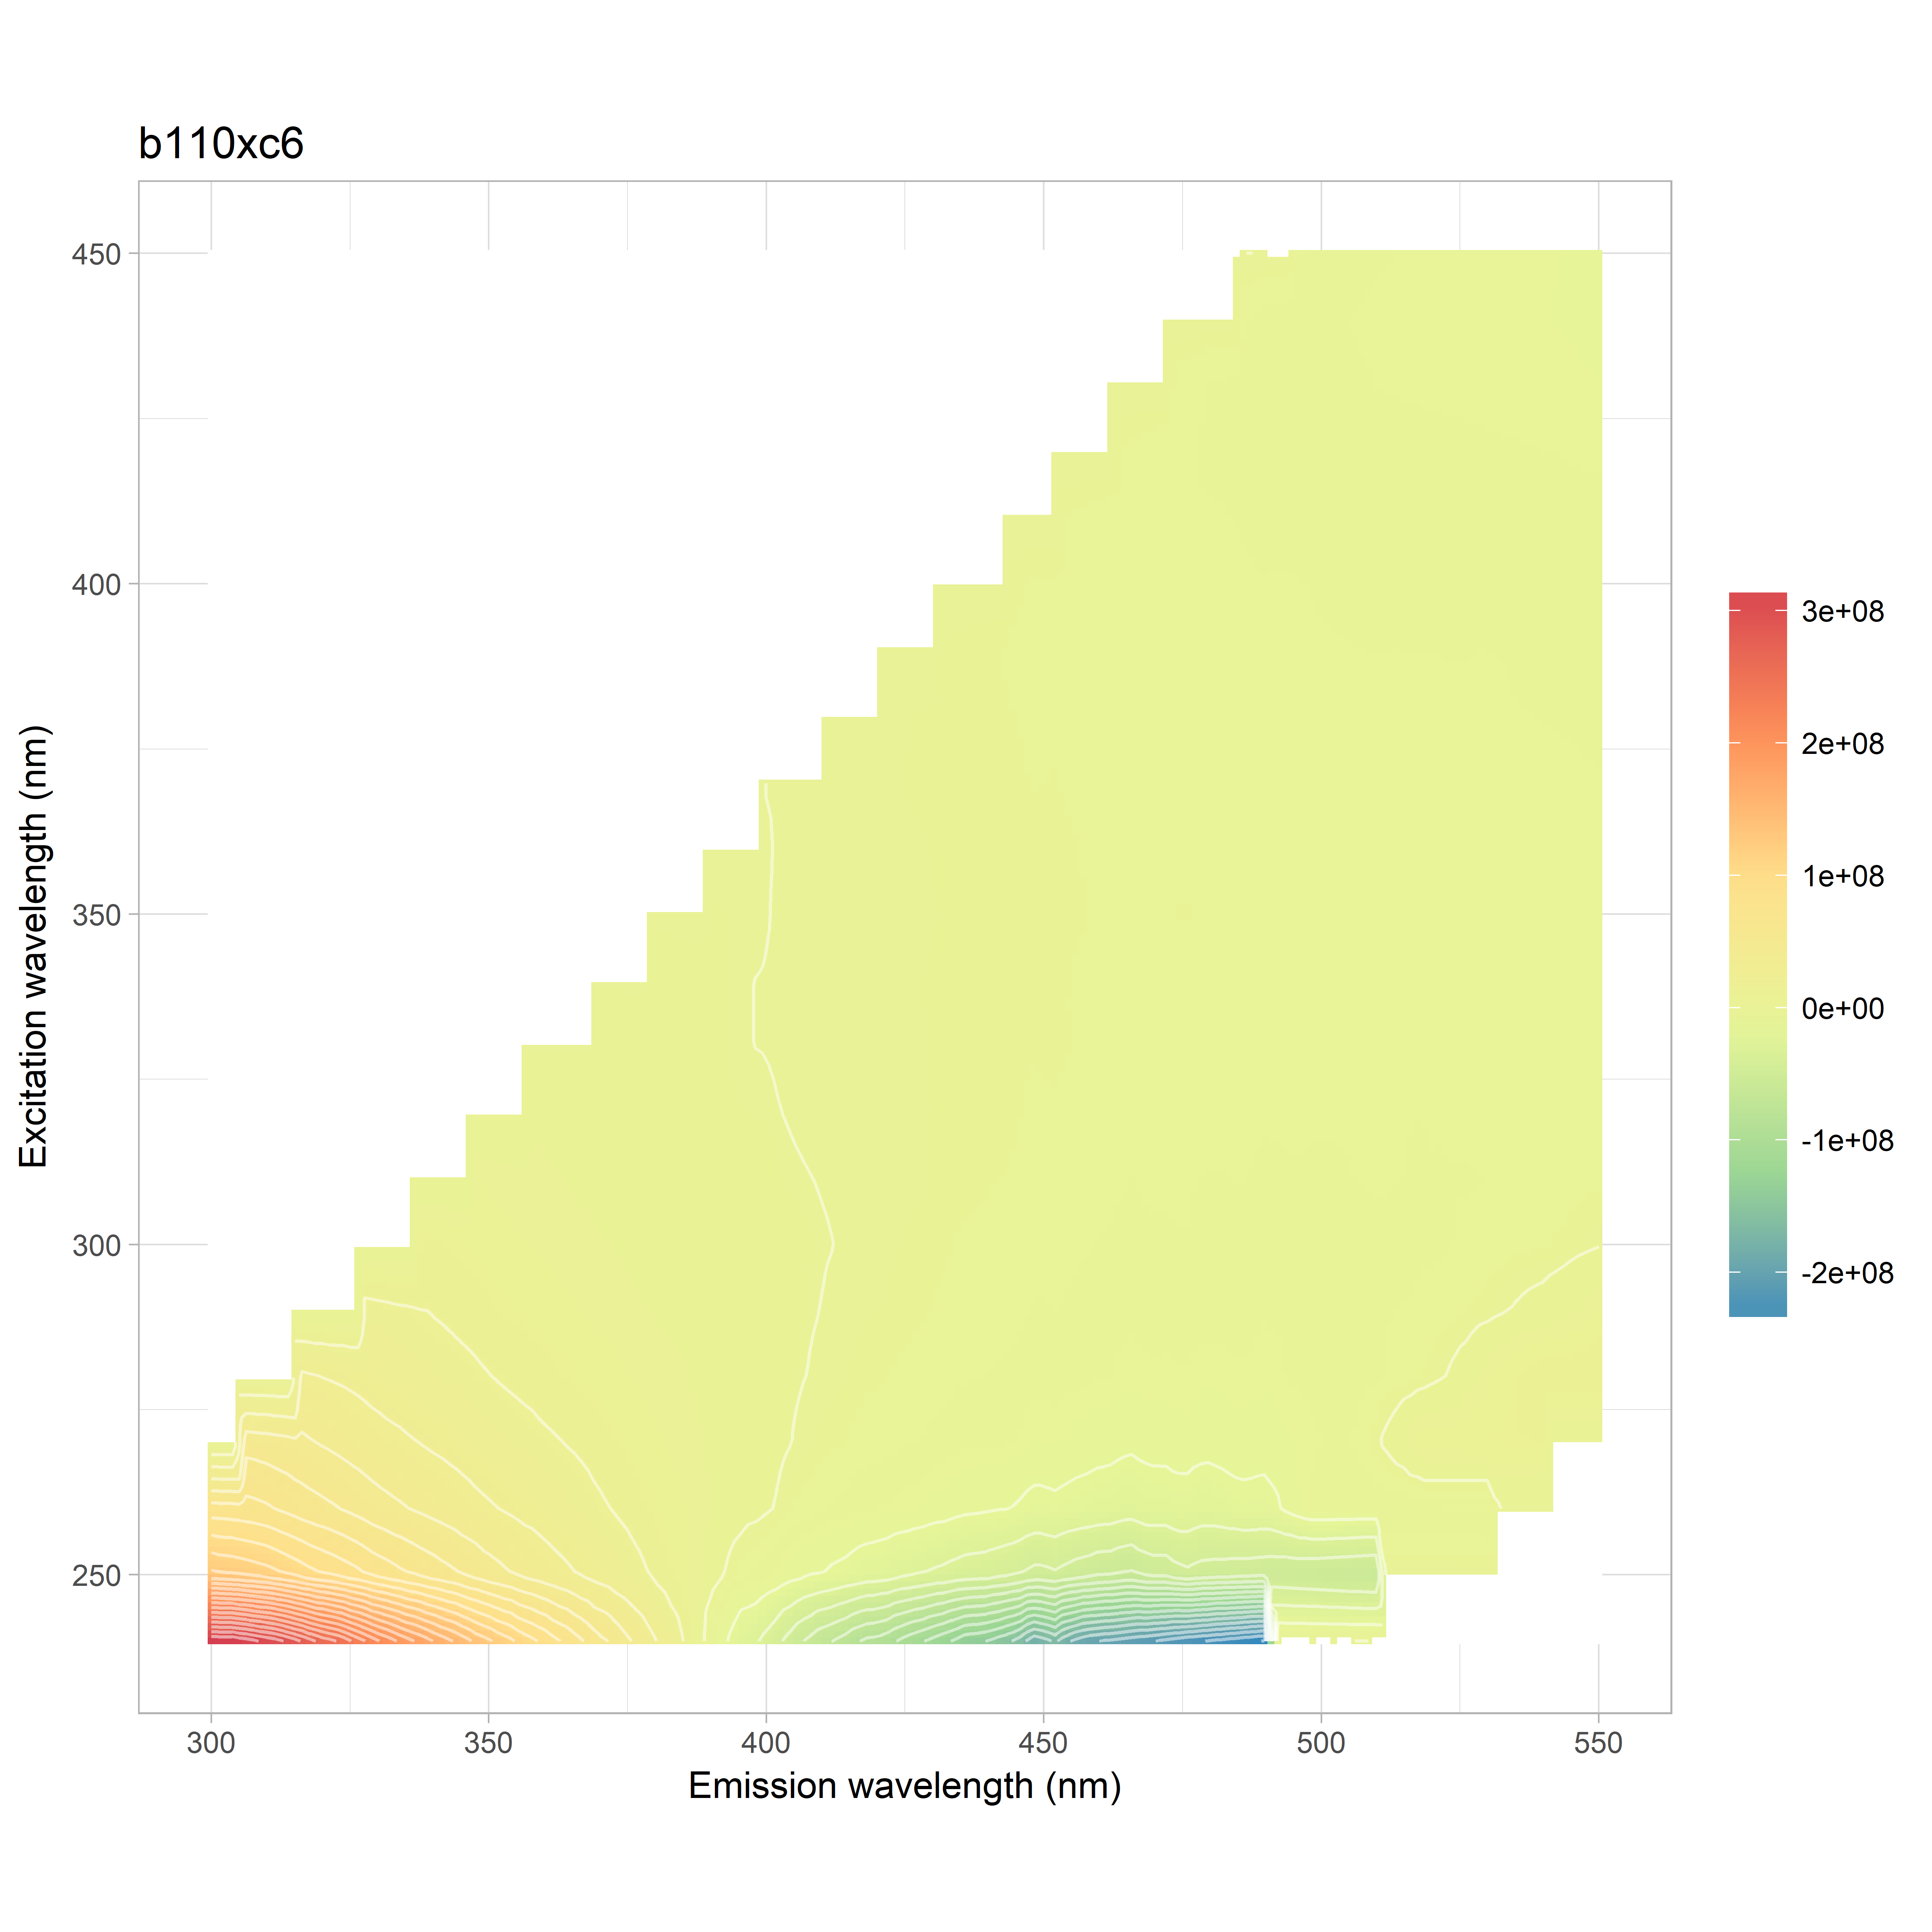 b110xc6
450
400
350
300
250
Excitation wavelength (nm)
300 350 400 450 500 550
Emission wavelength (nm)
3e+08
2e+08
1e+08
0e+00
-1e+08
-2e+08